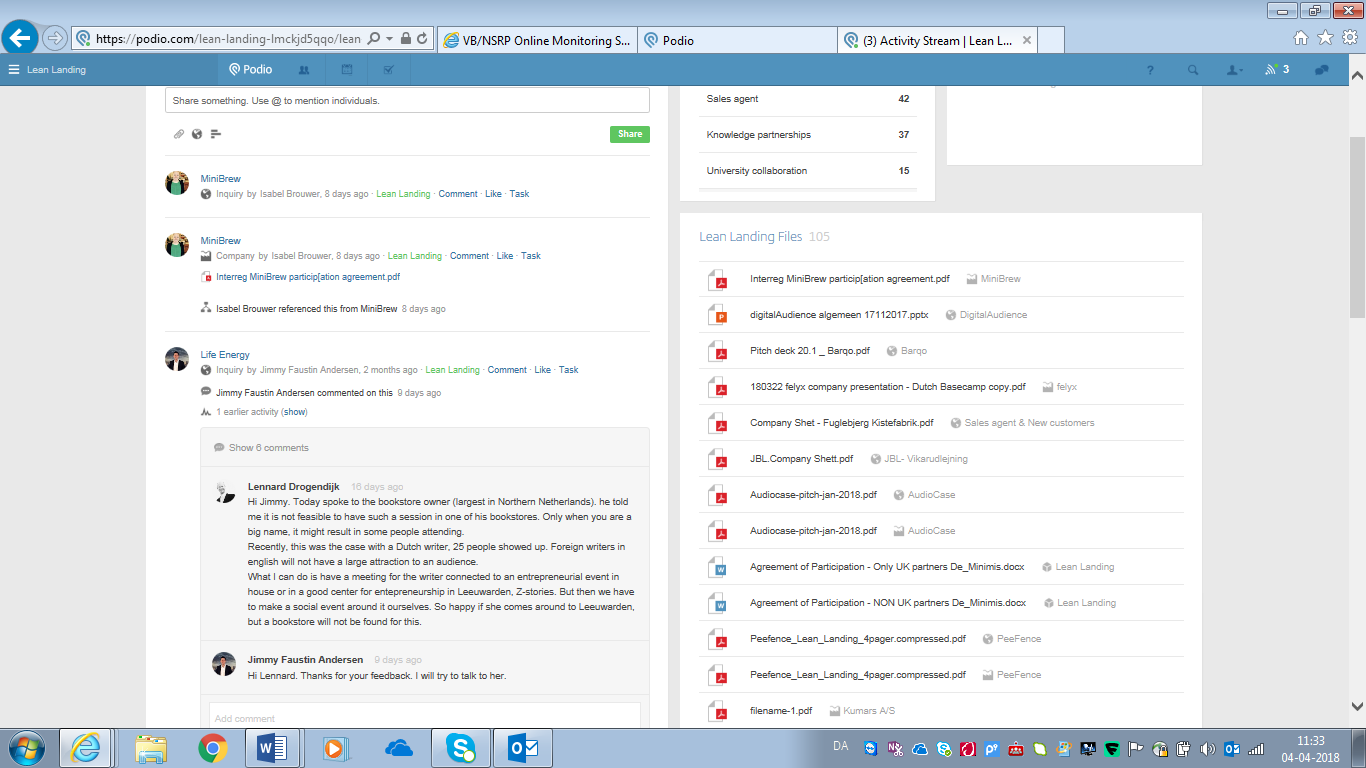 https://podio.com/lean-landing-lmckjd5qqo/lean
VB/NSRP Online Monitoring S...
Podio
(3) Activity Stream | Lean L...
Lean Landing
Podio
?
3
Share something. Use @ to mention individuals.
Share
MiniBrew
Inquiry by Isabel Brouwer, 8 days ago · Lean Landing · Comment · Like · Task
MiniBrew
Company by Isabel Brouwer, 8 days ago · Lean Landing · Comment · Like · Task
Interreg MiniBrew particip[ation agreement.pdf
Isabel Brouwer referenced this from MiniBrew 8 days ago
Life Energy
Inquiry by Jimmy Faustin Andersen, 2 months ago · Lean Landing · Comment · Like · Task
Jimmy Faustin Andersen commented on this 9 days ago
1 earlier activity (show)
Show 6 comments
Lennard Drogendijk 16 days ago
Hi Jimmy. Today spoke to the bookstore owner (largest in Northern Netherlands). he told
me it is not feasible to have such a session in one of his bookstores. Only when you are a
big name, it might result in some people attending.
Recently, this was the case with a Dutch writer, 25 people showed up. Foreign writers in
english will not have a large attraction to an audience.
What I can do is have a meeting for the writer connected to an entrepreneurial event in
house or in a good center for entepreneurship in Leeuwarden, Z-stories. But then we have
to make a social event around it ourselves. So happy if she comes around to Leeuwarden,
but a bookstore will not be found for this.
Jimmy Faustin Andersen 9 days ago
Hi Lennard. Thanks for your feedback. I will try to talk to her.
Add comment
Sales agent 42
Knowledge partnerships 37
University collaboration 15
Lean Landing Files 105
Interreg MiniBrew particip[ation agreement.pdf MiniBrew
digitalAudience algemeen 17112017.pptx DigitalAudience
Pitch deck 20.1 _ Barqo.pdf Barqo
180322 felyx company presentation - Dutch Basecamp copy.pdf felyx
Company Shet - Fuglebjerg Kistefabrik.pdf Sales agent & New customers
JBL.Company Shett.pdf JBL- Vikarudlejning
Audiocase-pitch-jan-2018.pdf AudioCase
Audiocase-pitch-jan-2018.pdf AudioCase
Agreement of Participation - Only UK partners De_Minimis.docx Lean Landing
Agreement of Participation - NON UK partners De_Minimis.docx Lean Landing
Peefence_Lean_Landing_4pager.compressed.pdf PeeFence
Peefence_Lean_Landing_4pager.compressed.pdf PeeFence
filename-1.pdf Kumars A/S
DA
11:33
04-04-2018